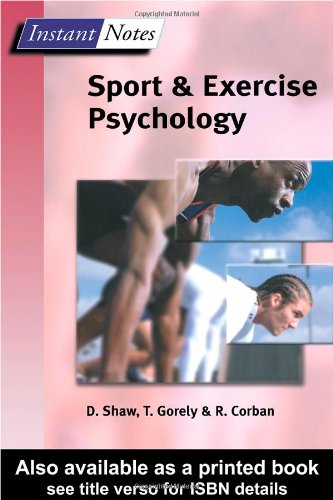 Instant Notes
Sport & Exercise
Psychology
D. Shaw, T. Gorely & R. Corban
Also available as a printed book
see title verso for ISBN details